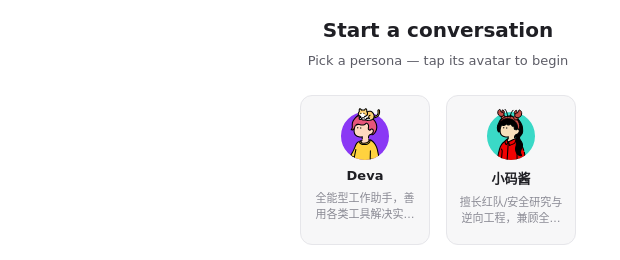 Start a conversation
Pick a persona — tap its avatar to begin
Deva
全能型工作助手，善
用各类工具解决实…
小码酱
擅长红队/安全研究与
逆向工程，兼顾全…